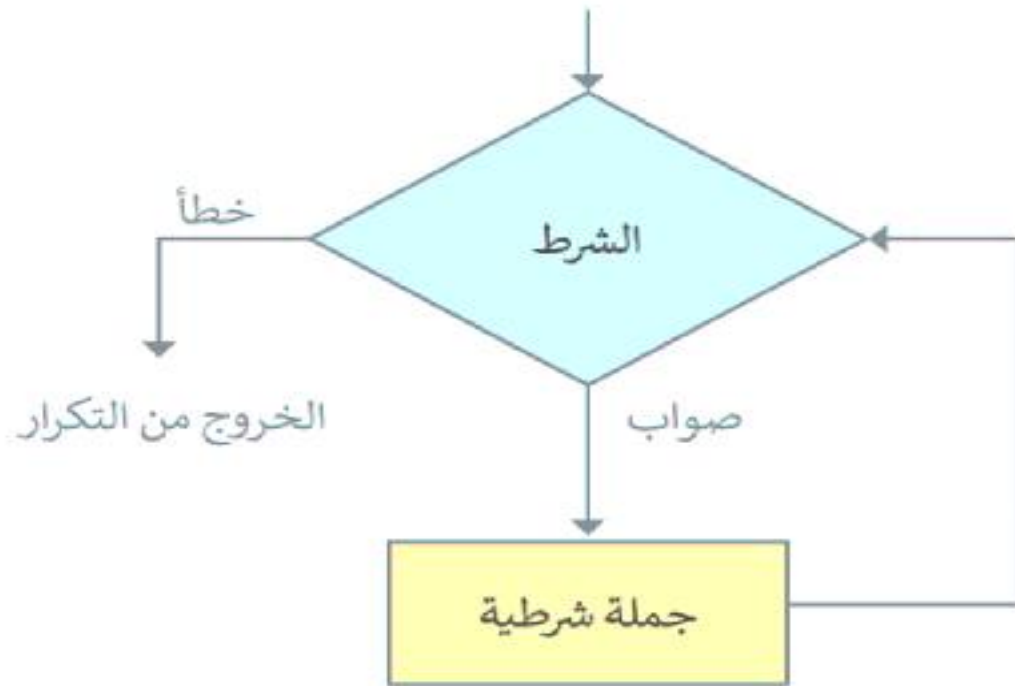 الشرط
خطأ
صواب
الخروج من التكرار
جملة شرطية